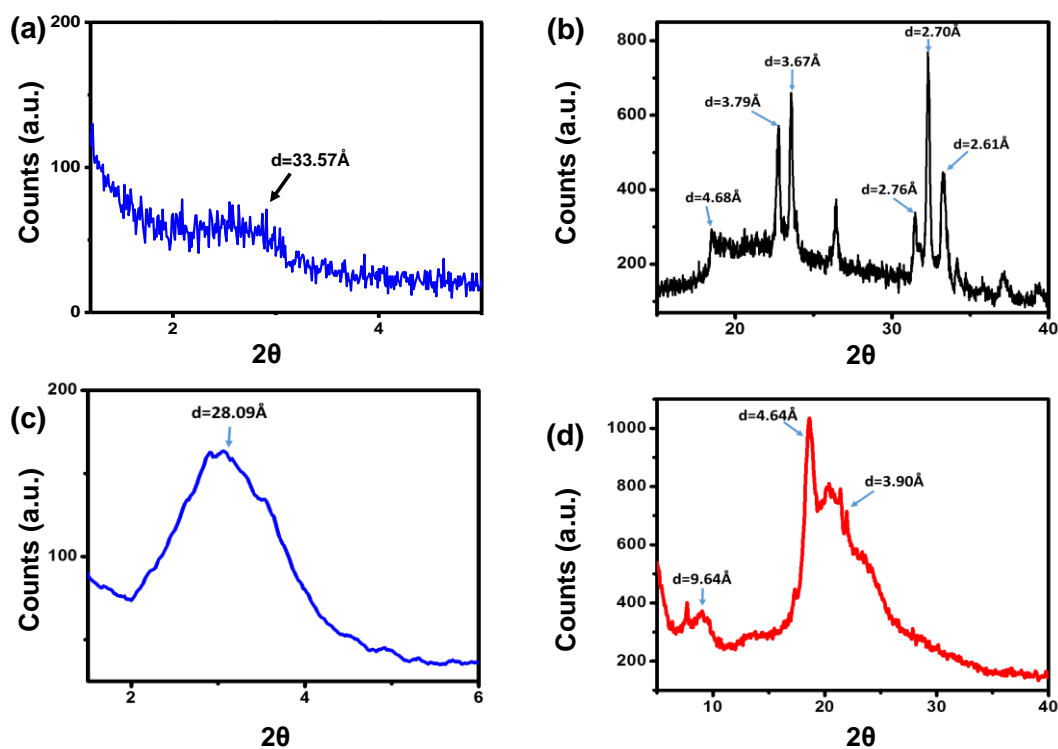 (a)
200
100
0
2
4
d=33.57Å
Counts (a.u.)
2θ
(b)
800
600
400
200
20
30
40
d=4.68Å
d=3.79Å
d=3.67Å
d=2.76Å
d=2.70Å
d=2.61Å
Counts (a.u.)
2θ
(c)
200
100
2
4
6
d=28.09Å
Counts (a.u.)
2θ
(d)
1000
800
600
400
200
10
20
30
40
d=9.64Å
d=4.64Å
d=3.90Å
Counts (a.u.)
2θ